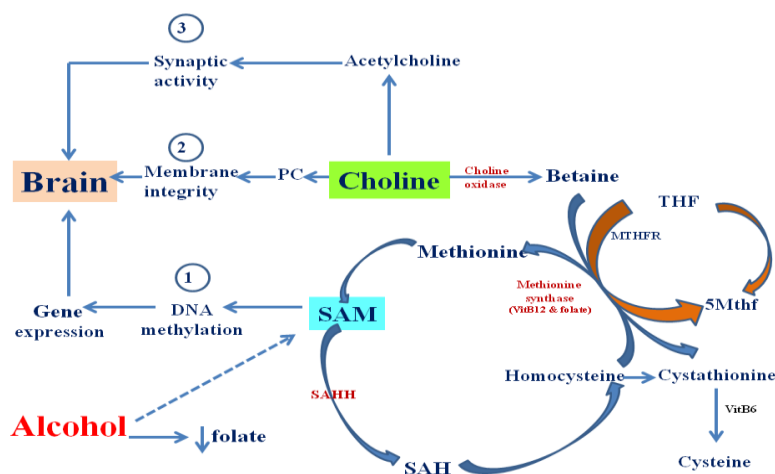 3
Synaptic
activity
Acetylcholine
2
Brain
Membrane
integrity
PC
Choline
Choline
oxidase
Betaine
THF
MTHFR
Methionine
1
Gene
expression
DNA
methylation
SAM
Methionine
synthase
(VitB12 & folate)
5Mthf
SAHH
Homocysteine
Cystathionine
VitB6
Alcohol
folate
SAH
Cysteine